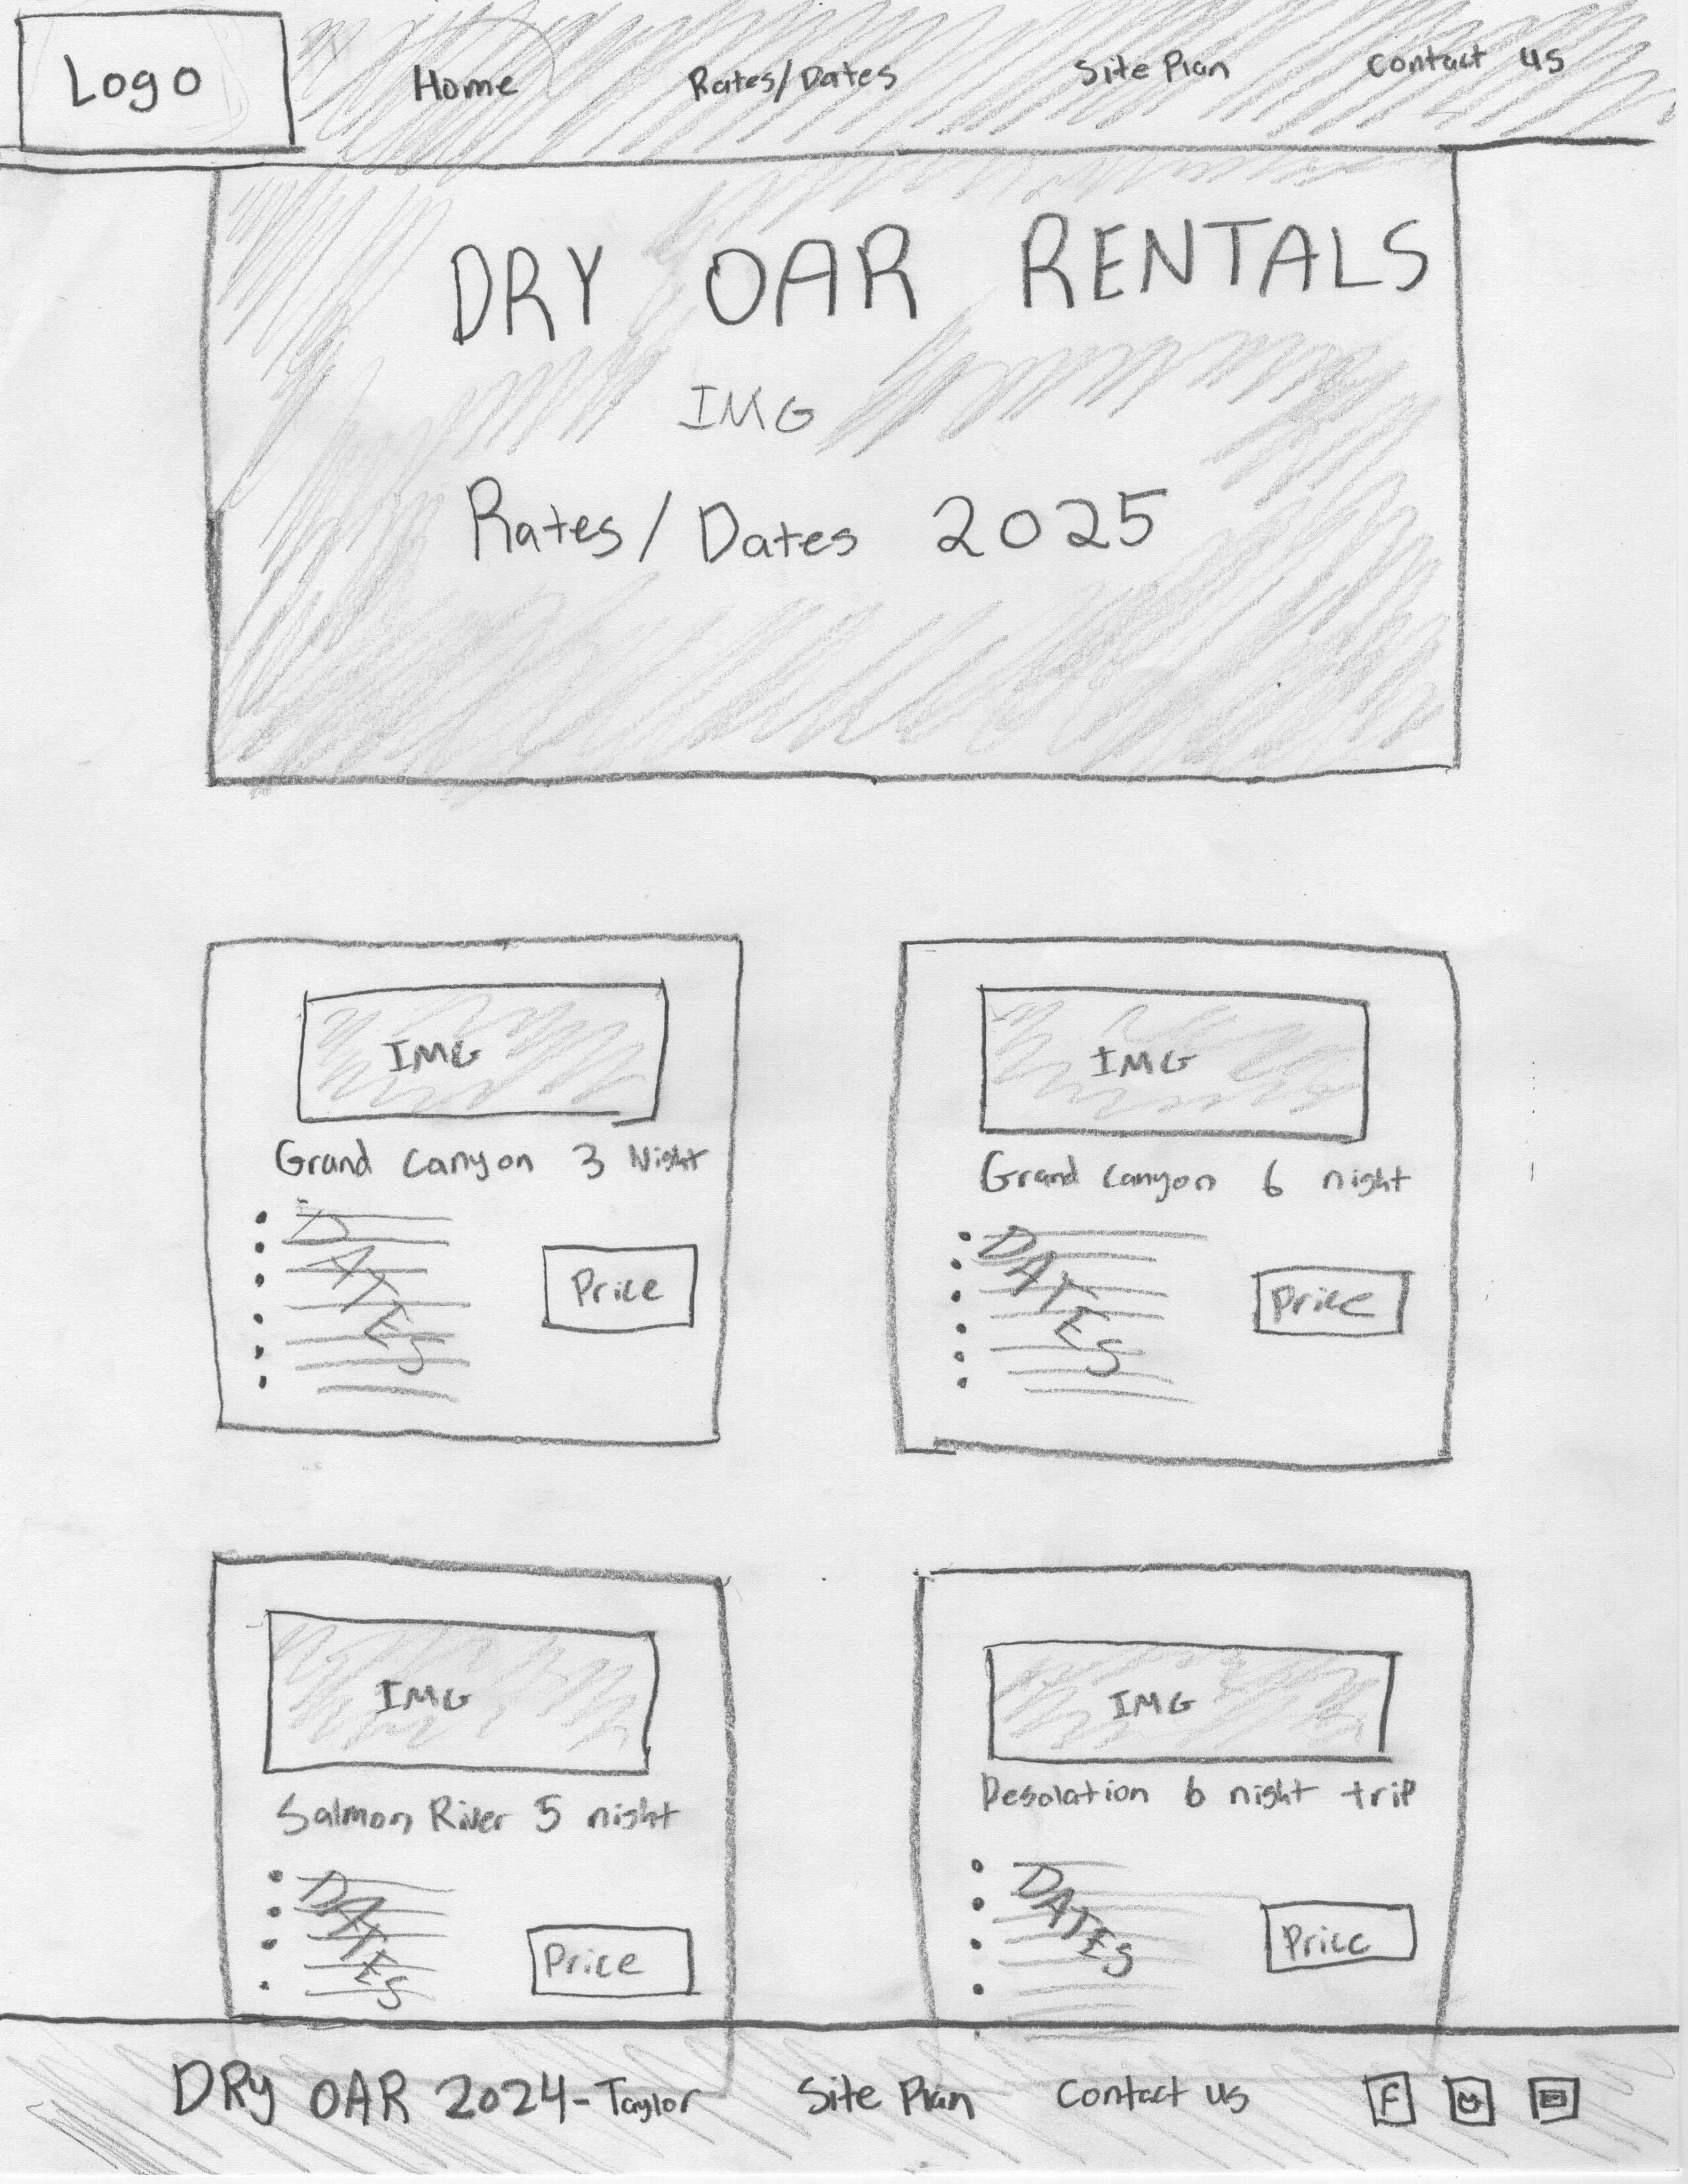 Logo
Home Rates/Dates Site Plan Contact us
DRY OAR RENTALS
IMG
Rates/Dates 2025
IMG
Grand Canyon 3 Night
DATES
Price
IMG
Grand Canyon 6 night
DATES
Price
IMG
Salmon River 5 night
DATES
Price
IMG
Desolation 6 night trip
DATES
Price
DRy OAR 2024-Taylor Site Plan Contact us f